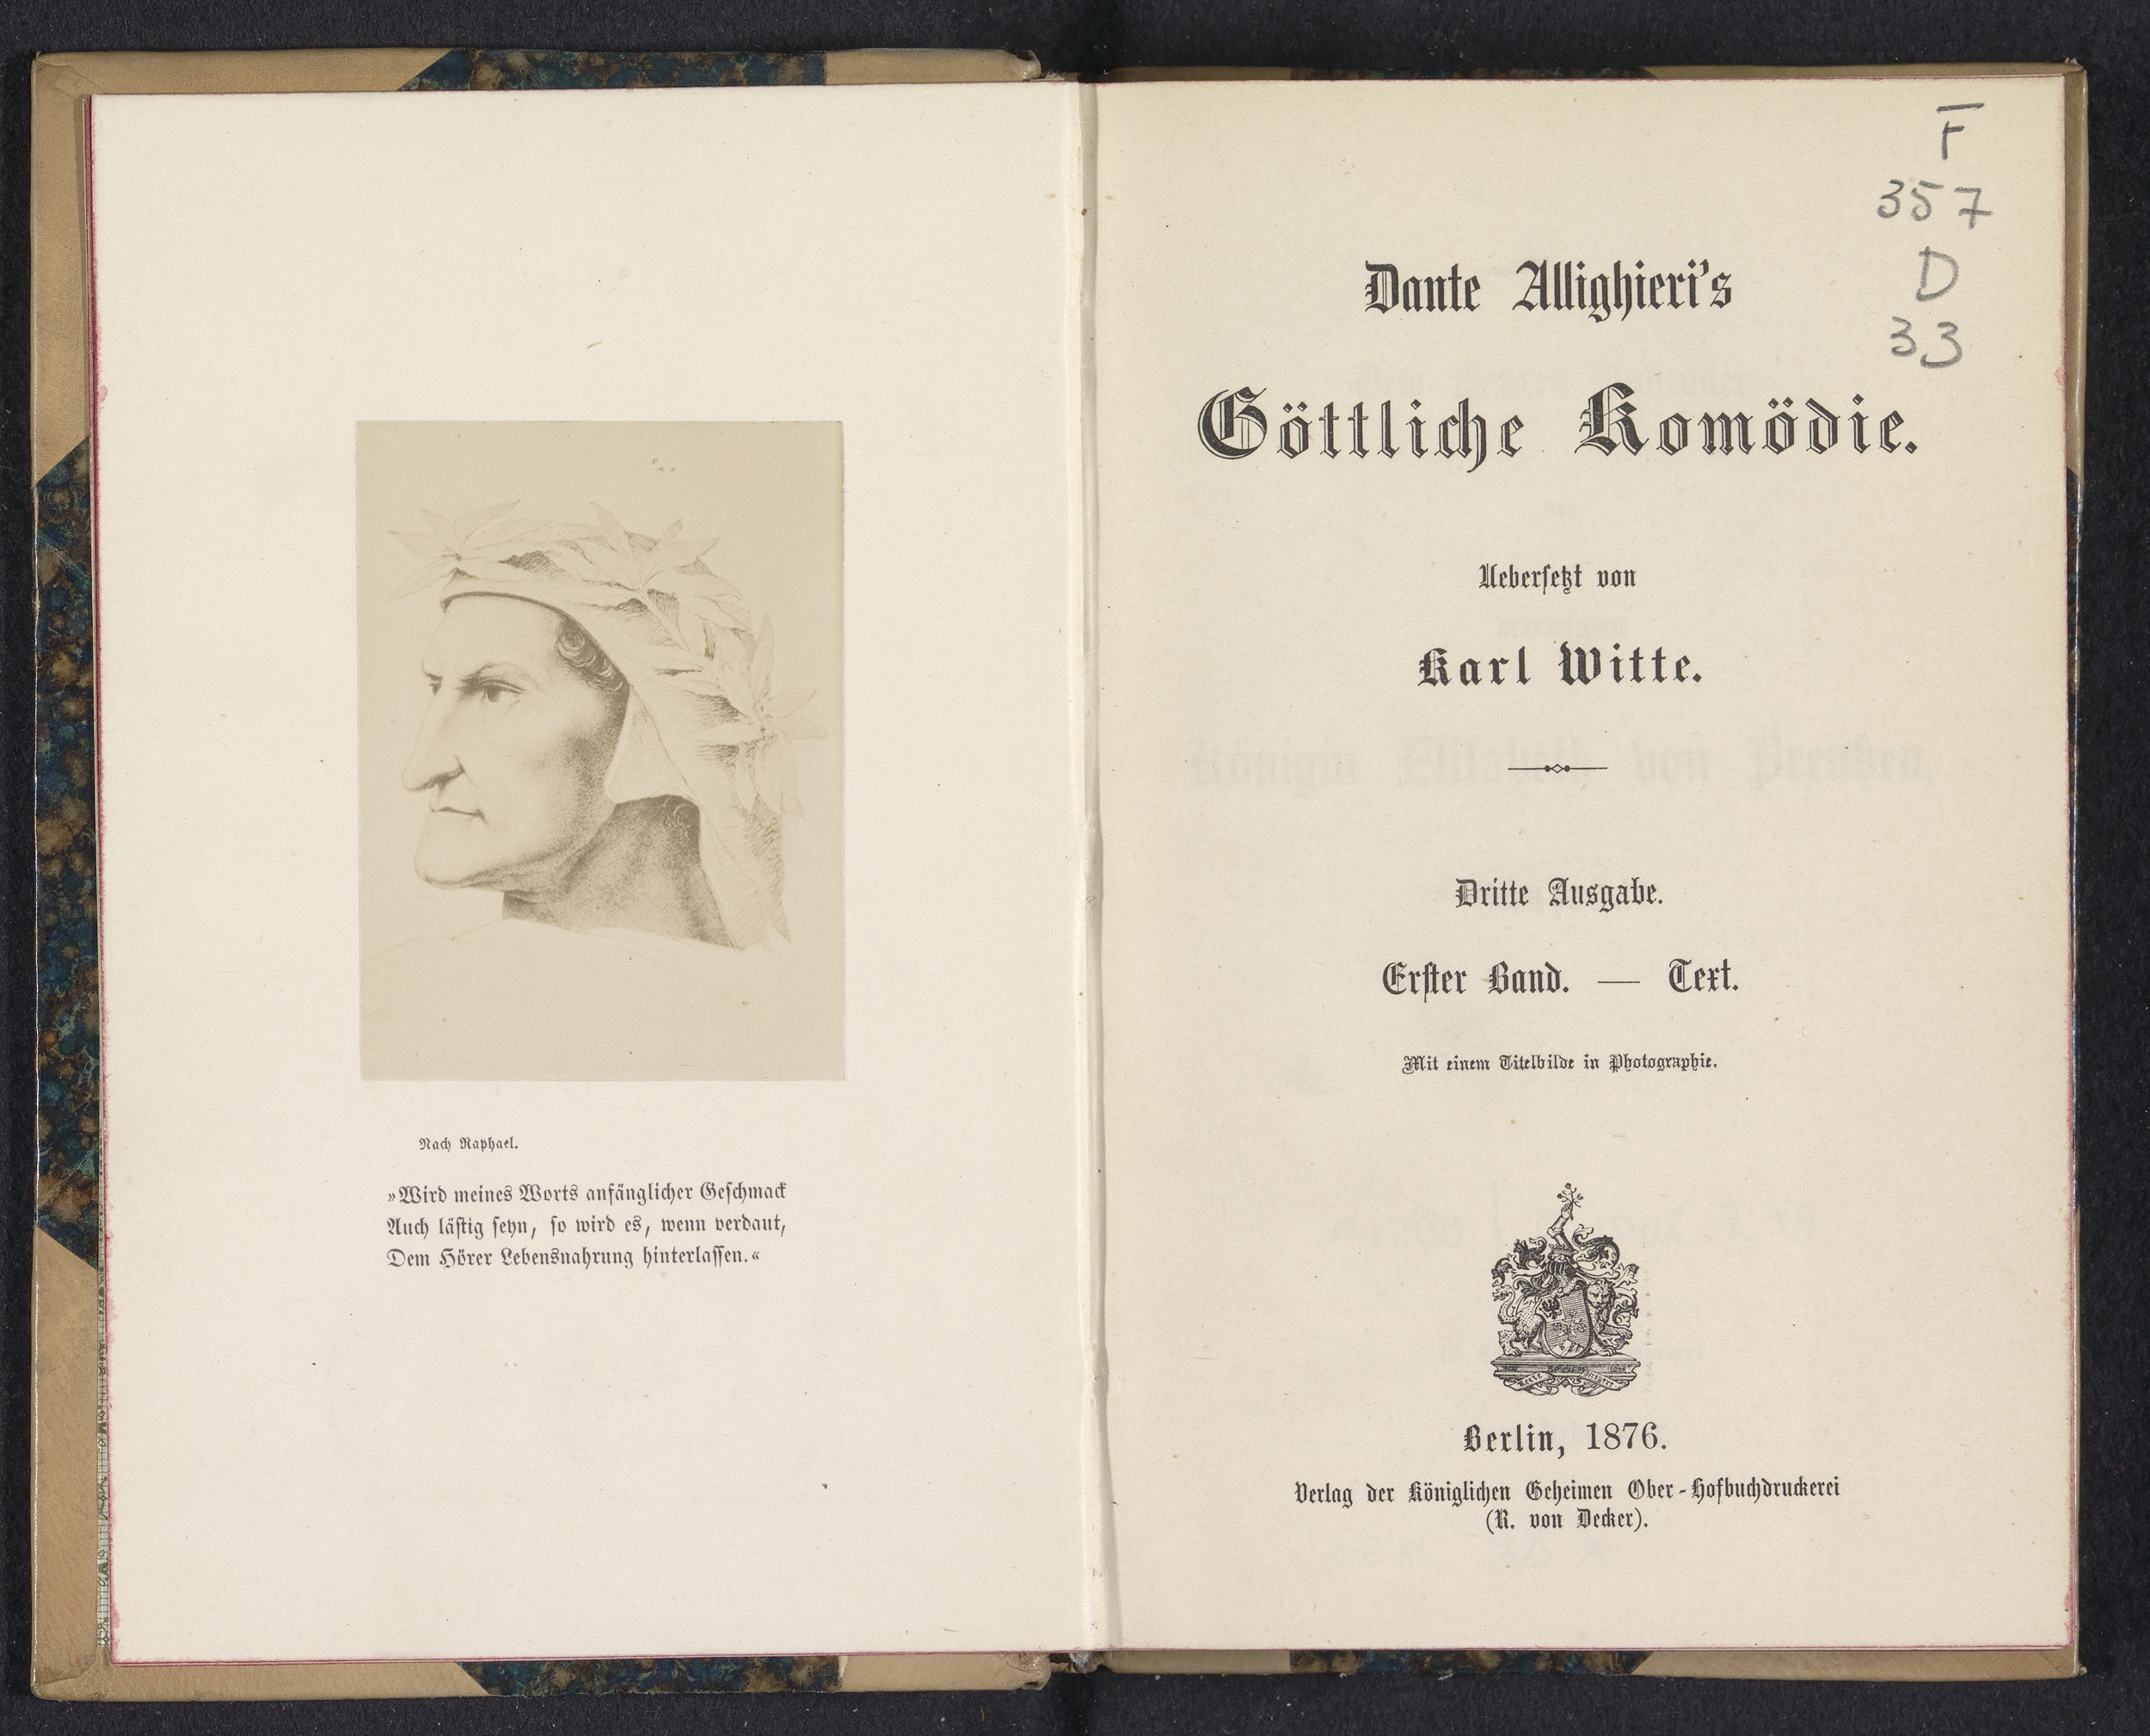 Nach Raphael.
»Wird meines Worts anfänglicher Geschmack
Auch lästig seyn, so wird es, wenn verdaut,
Dem Hörer Lebensnahrung hinterlassen.«
F
357
D
33
Dante Allighieri's
Göttliche Komödie.
Uebersetzt von
Karl Witte.
Dritte Ausgabe.
Erster Band. — Text.
Mit einem Titelbilde in Photographie.
Berlin, 1876.
Verlag der Königlichen Geheimen Ober-Hofbuchdruckerei
(R. von Decker).